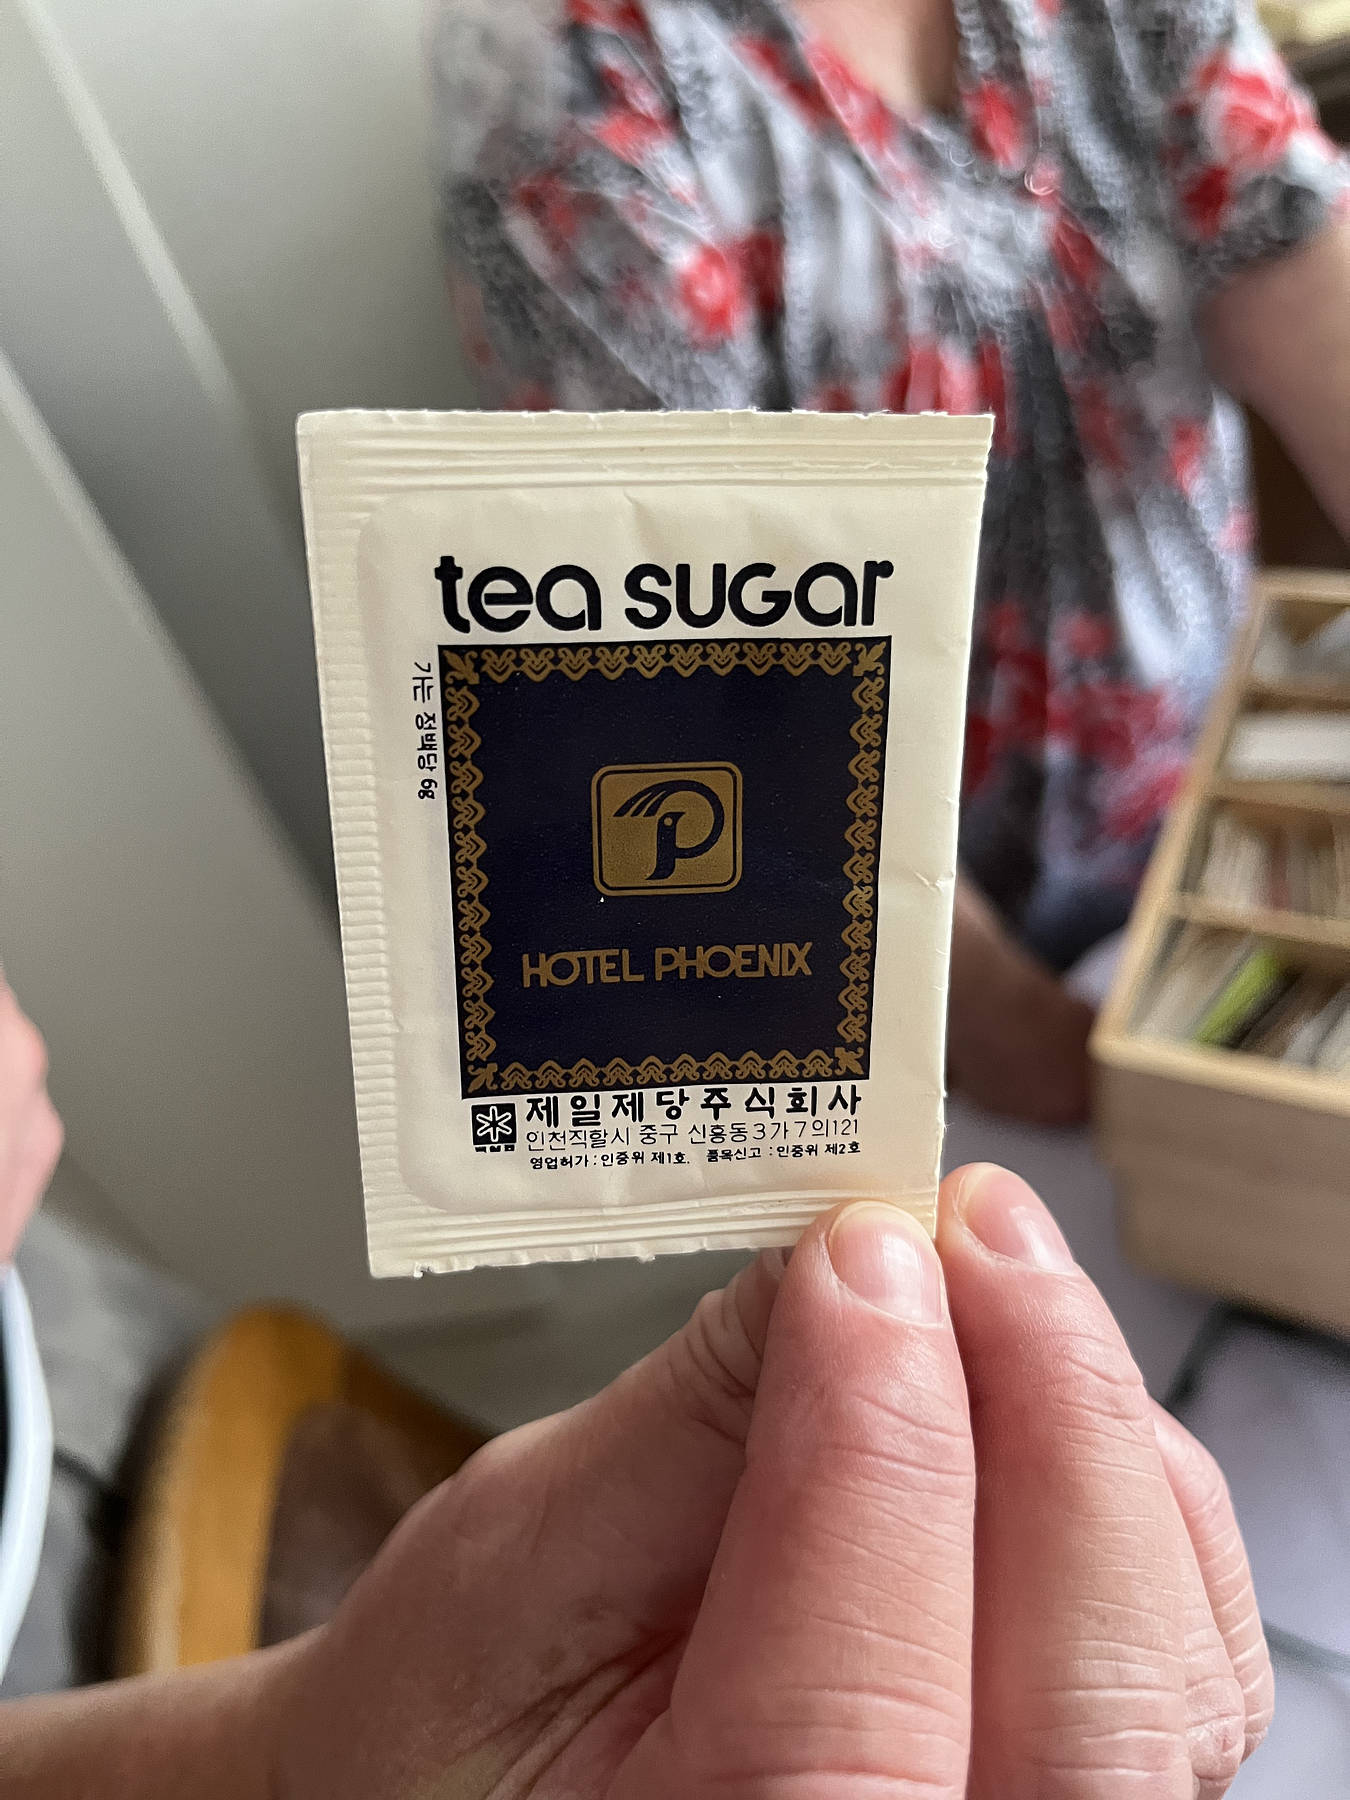 tea sugar
가는 정백당 6g
HOTEL PHOENIX
제일제당주식회사
인천직할시 중구 신흥동3가7의121
영업허가 : 인중위 제1호. 품목신고 : 인중위 제2호